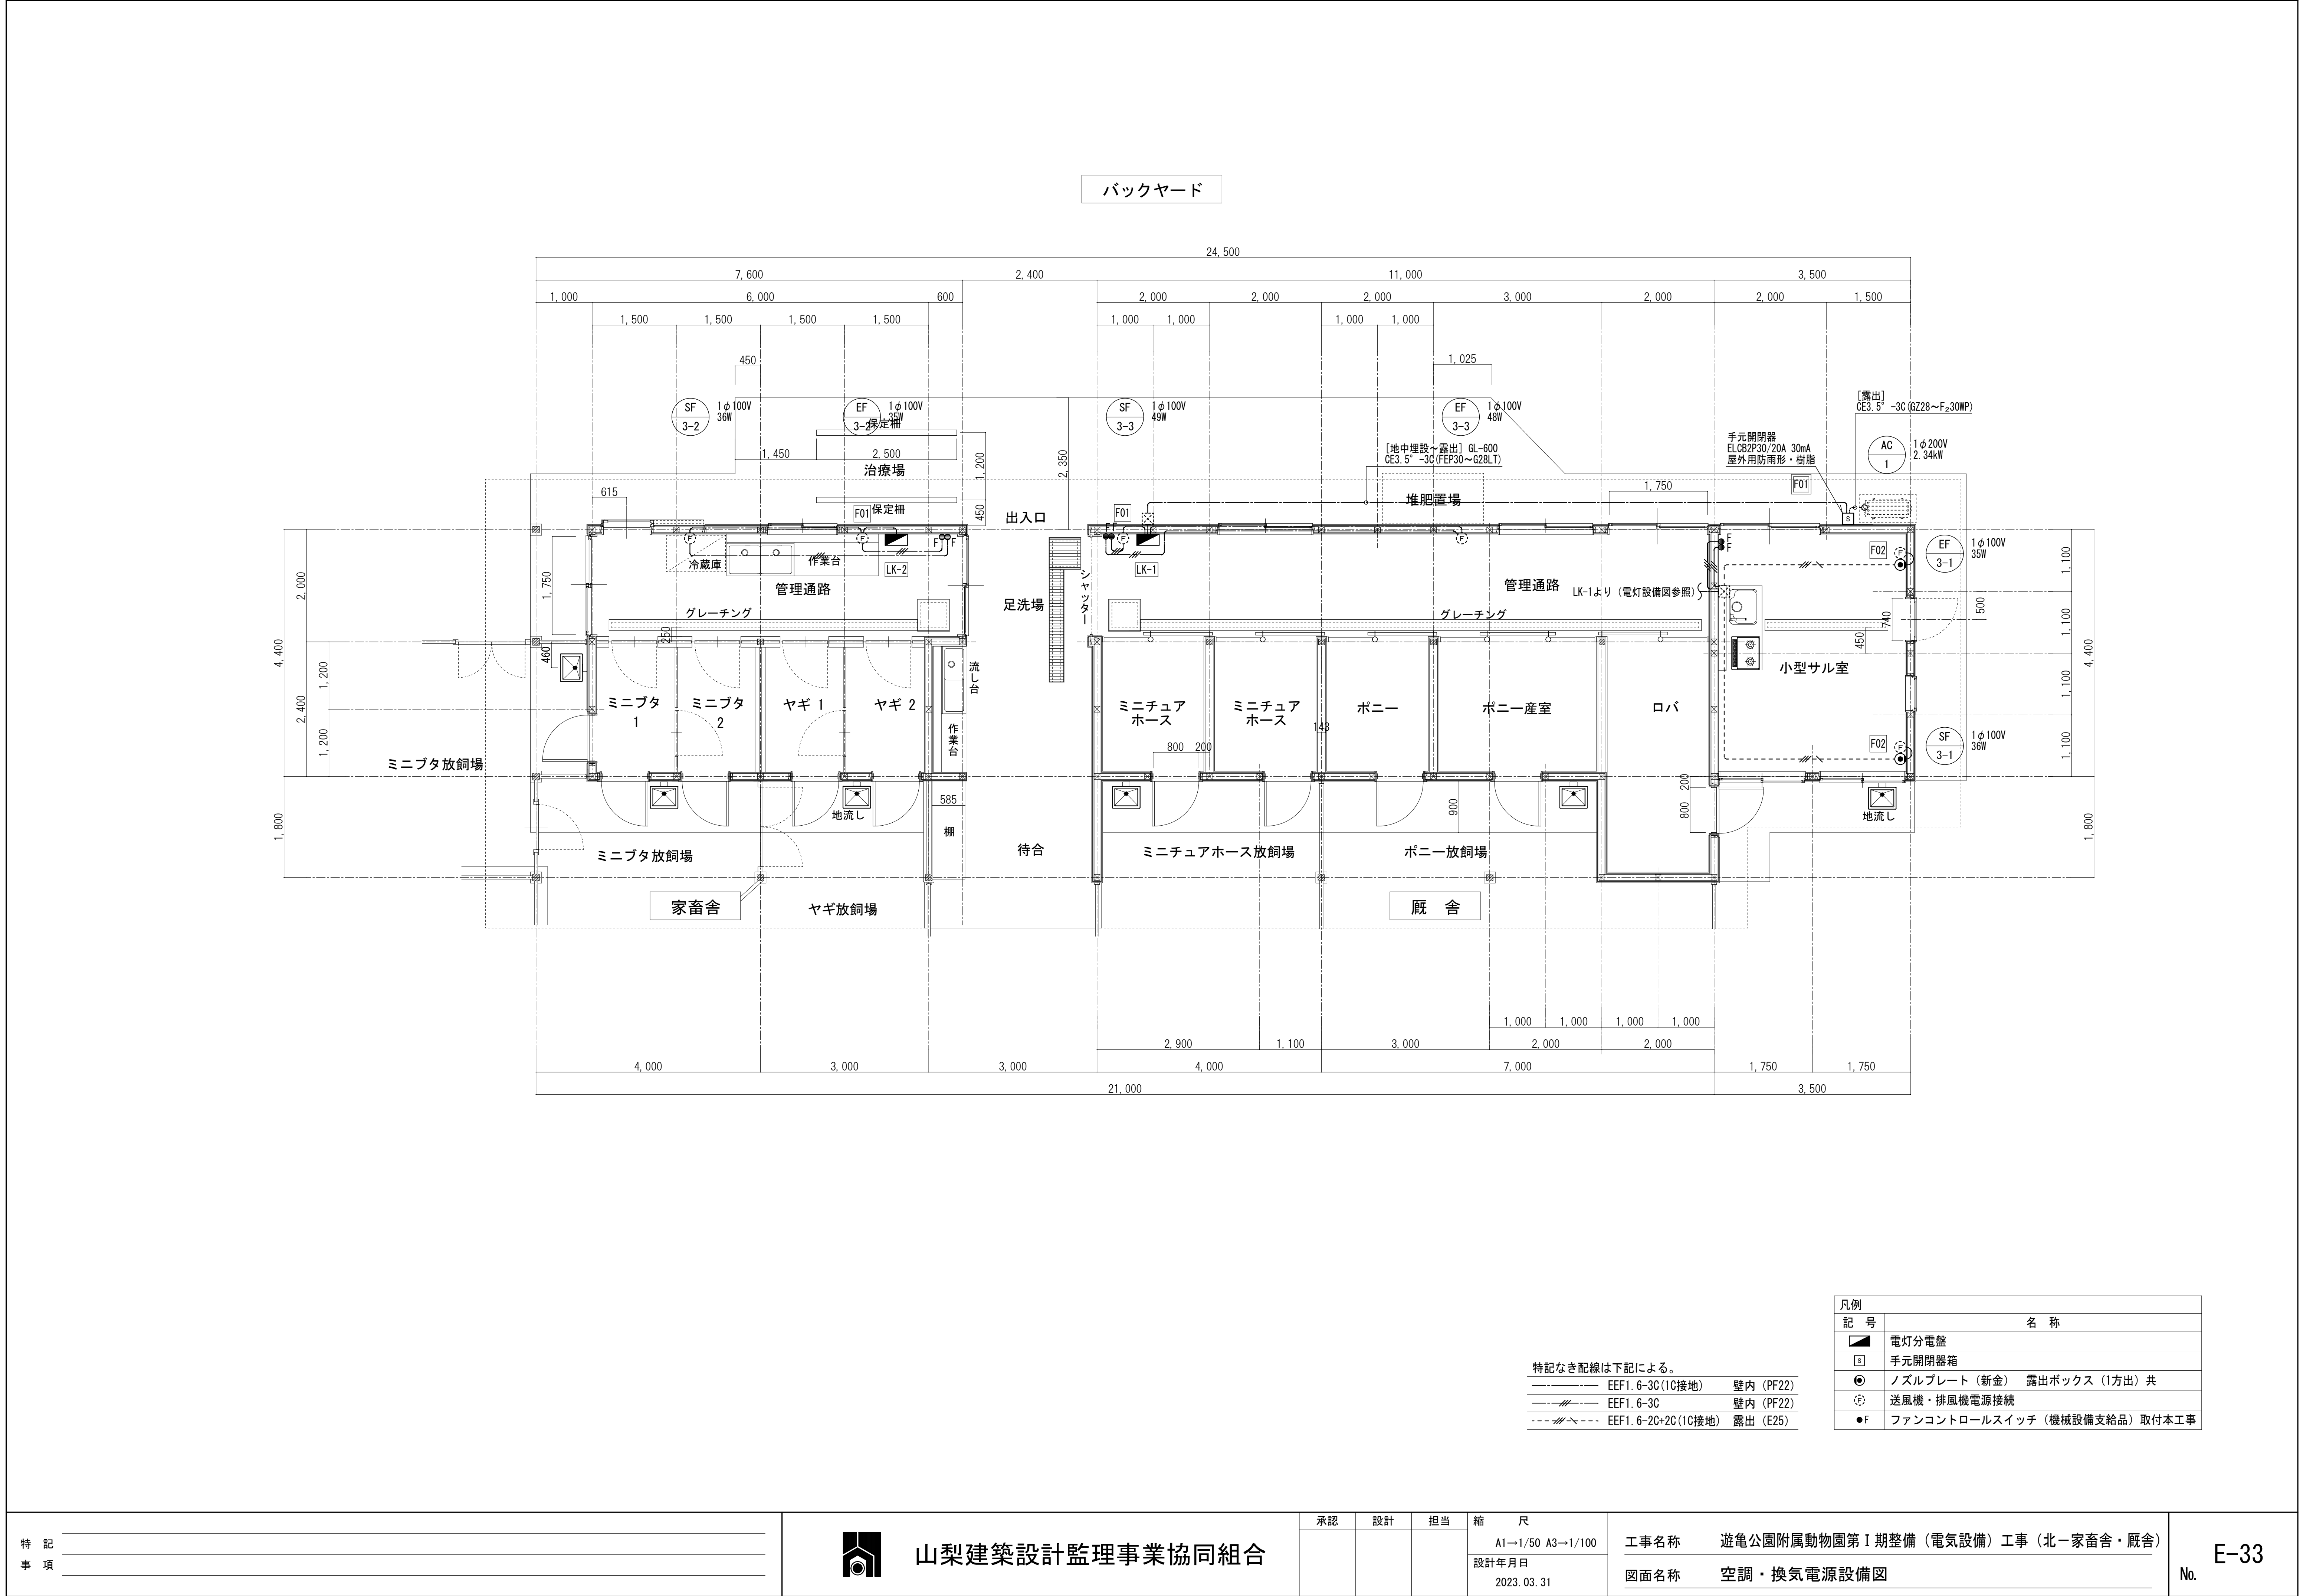 バックヤード
24,500
7,600 2,400 11,000 3,500
1,000 6,000 600 2,000 2,000 2,000 3,000 2,000 2,000 1,500
1,500 1,500 1,500 1,500 1,000 1,000 1,000 1,000
450 1,025
SF 3-2 1φ100V 36W
EF 3-2 1φ100V 35W
SF 3-3 1φ100V 49W
EF 3-3 1φ100V 48W
[露出]
CE3.5°-3C(GZ28～F₂30WP)
手元開閉器
ELCB2P30/20A 30mA
屋外用防雨形・樹脂
AC 1 1φ200V 2.34kW
保定柵
1,450 2,500
治療場
1,200
2,350
[地中埋設～露出] GL-600
CE3.5°-3C(FEP30～G28LT)
615
F01
保定柵
450
出入口
F01
堆肥置場
1,750
F01
F F
冷蔵庫
作業台
LK-2
F F
LK-1
F
F
F02
EF 3-1 1φ100V 35W
1,100
2,000
1,750
管理通路
足洗場
シャッター
管理通路
LK-1より（電灯設備図参照）
グレーチング
グレーチング
250
740
500
1,100
4,400
460
1,200
2,400
450
小型サル室
4,400
流し台
ミニブタ
1
ミニブタ
2
ヤギ 1
ヤギ 2
ミニチュア
ホース
ミニチュア
ホース
ポニー
ポニー産室
ロバ
1,100
143
作業台
800 200
1,200
ミニブタ放飼場
F02
SF 3-1 1φ100V 36W
1,100
200
800
585
900
地流し
地流し
1,800
棚
1,800
ミニブタ放飼場
待合
ミニチュアホース放飼場
ポニー放飼場
家畜舎
ヤギ放飼場
厩 舎
1,000 1,000 1,000 1,000
2,900 1,100 3,000 2,000 2,000
4,000 3,000 3,000 4,000 7,000 1,750 1,750
21,000 3,500
特記なき配線は下記による。
EEF1.6-3C(1C接地) 壁内（PF22）
EEF1.6-3C 壁内（PF22）
EEF1.6-2C+2C(1C接地) 露出（E25）
凡例
記 号 名 称
電灯分電盤
S 手元開閉器箱
ノズルプレート（新金） 露出ボックス（1方出）共
F 送風機・排風機電源接続
F ファンコントロールスイッチ（機械設備支給品）取付本工事
特 記
事 項
山梨建築設計監理事業協同組合
承認 設計 担当
縮 尺
A1→1/50 A3→1/100
設計年月日
2023.03.31
工事名称 遊亀公園附属動物園第Ⅰ期整備（電気設備）工事（北－家畜舎・厩舎）
図面名称 空調・換気電源設備図
No. E-33